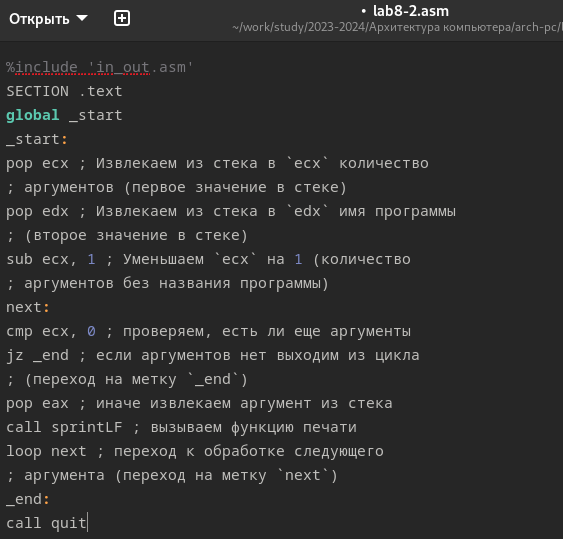 Открыть
• lab8-2.asm
~/work/study/2023-2024/Архитектура компьютера/arch-pc/
%include 'in_out.asm'
SECTION .text
global _start
_start:
pop ecx ; Извлекаем из стека в `ecx` количество
; аргументов (первое значение в стеке)
pop edx ; Извлекаем из стека в `edx` имя программы
; (второе значение в стеке)
sub ecx, 1 ; Уменьшаем `ecx` на 1 (количество
; аргументов без названия программы)
next:
cmp ecx, 0 ; проверяем, есть ли еще аргументы
jz _end ; если аргументов нет выходим из цикла
; (переход на метку `_end`)
pop eax ; иначе извлекаем аргумент из стека
call sprintLF ; вызываем функцию печати
loop next ; переход к обработке следующего
; аргумента (переход на метку `next`)
_end:
call quit